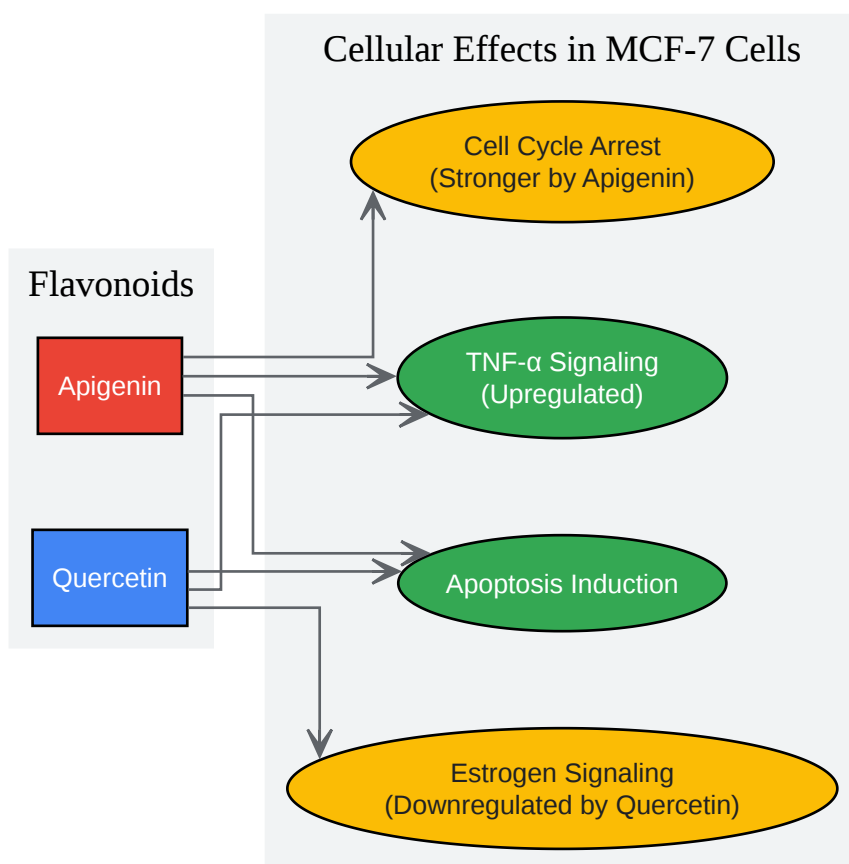 Cellular Effects in MCF-7 Cells
Cell Cycle Arrest
(Stronger by Apigenin)
Flavonoids
Apigenin
TNF-α Signaling
(Upregulated)
Quercetin
Apoptosis Induction
Estrogen Signaling
(Downregulated by Quercetin)